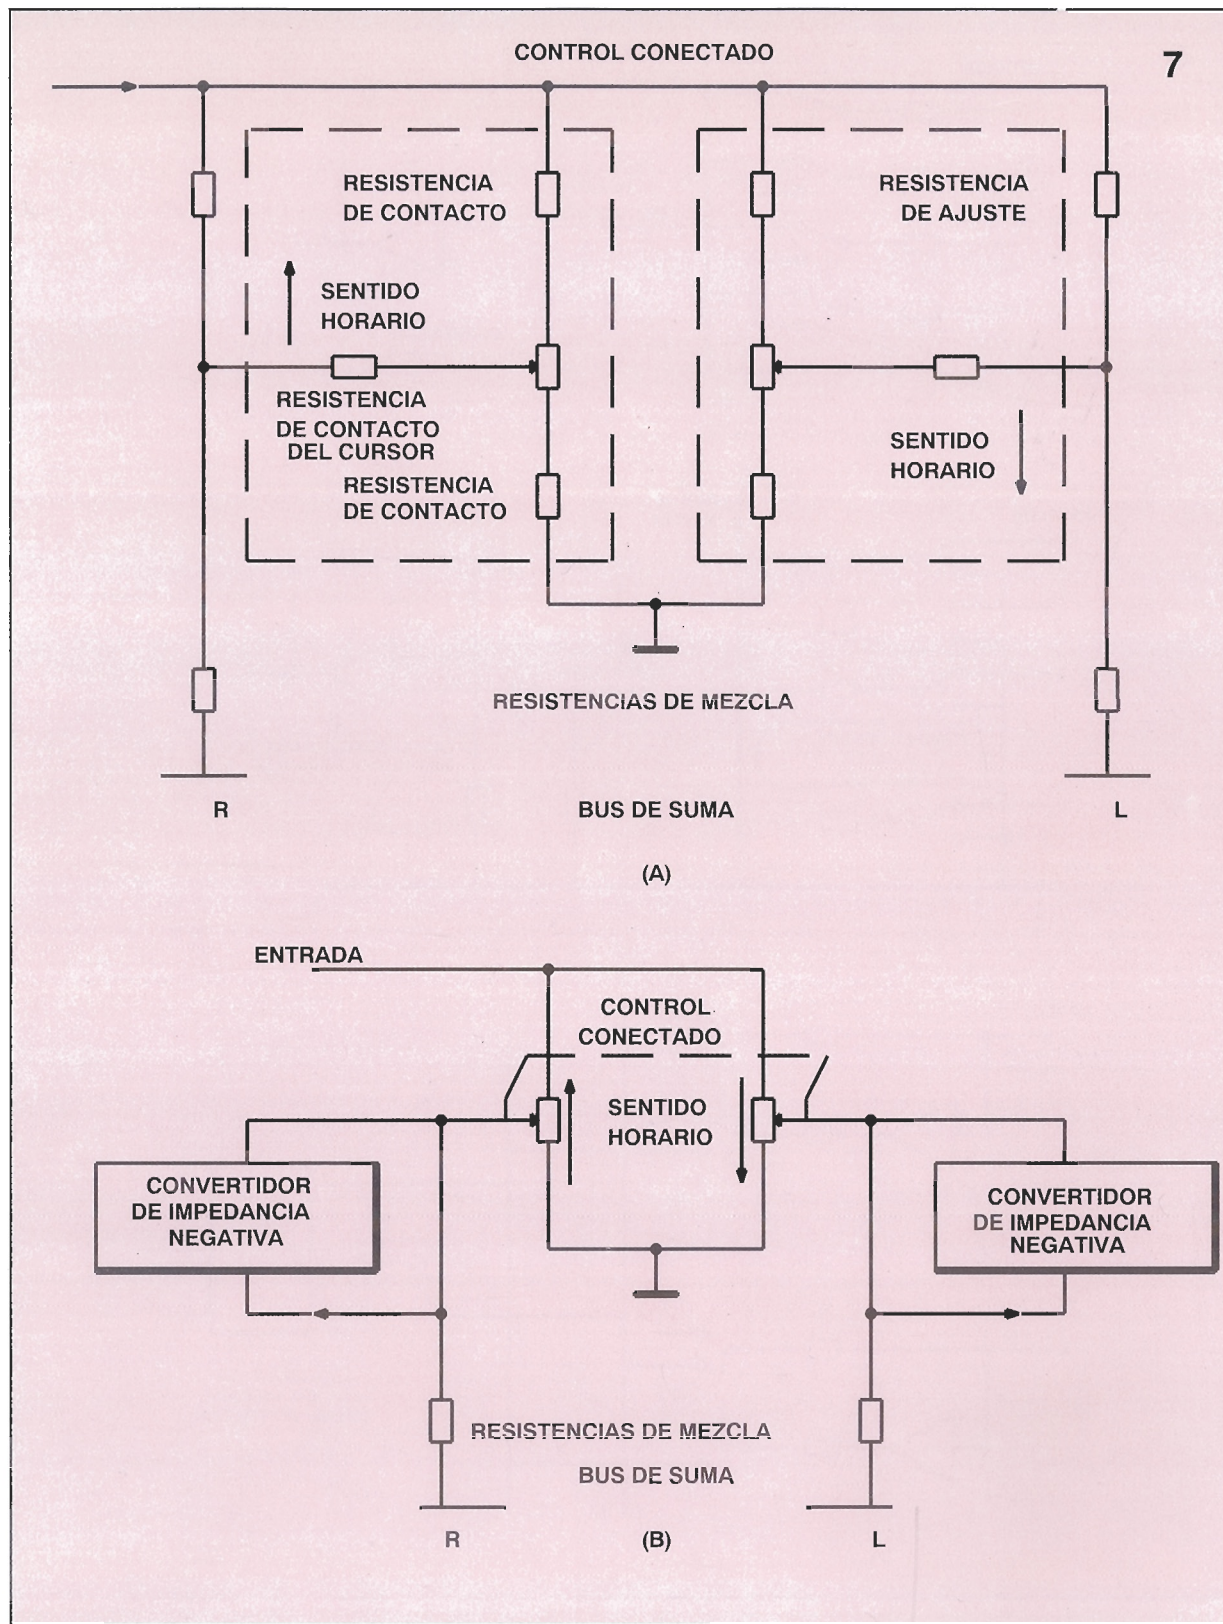 CONTROL CONECTADO
7
RESISTENCIA
DE CONTACTO
RESISTENCIA
DE AJUSTE
SENTIDO
HORARIO
RESISTENCIA
DE CONTACTO
DEL CURSOR
SENTIDO
HORARIO
RESISTENCIA
DE CONTACTO
RESISTENCIAS DE MEZCLA
R
BUS DE SUMA
L
(A)
ENTRADA
CONTROL
CONECTADO
SENTIDO
HORARIO
CONVERTIDOR
DE IMPEDANCIA
NEGATIVA
CONVERTIDOR
DE IMPEDANCIA
NEGATIVA
RESISTENCIAS DE MEZCLA
BUS DE SUMA
R
(B)
L